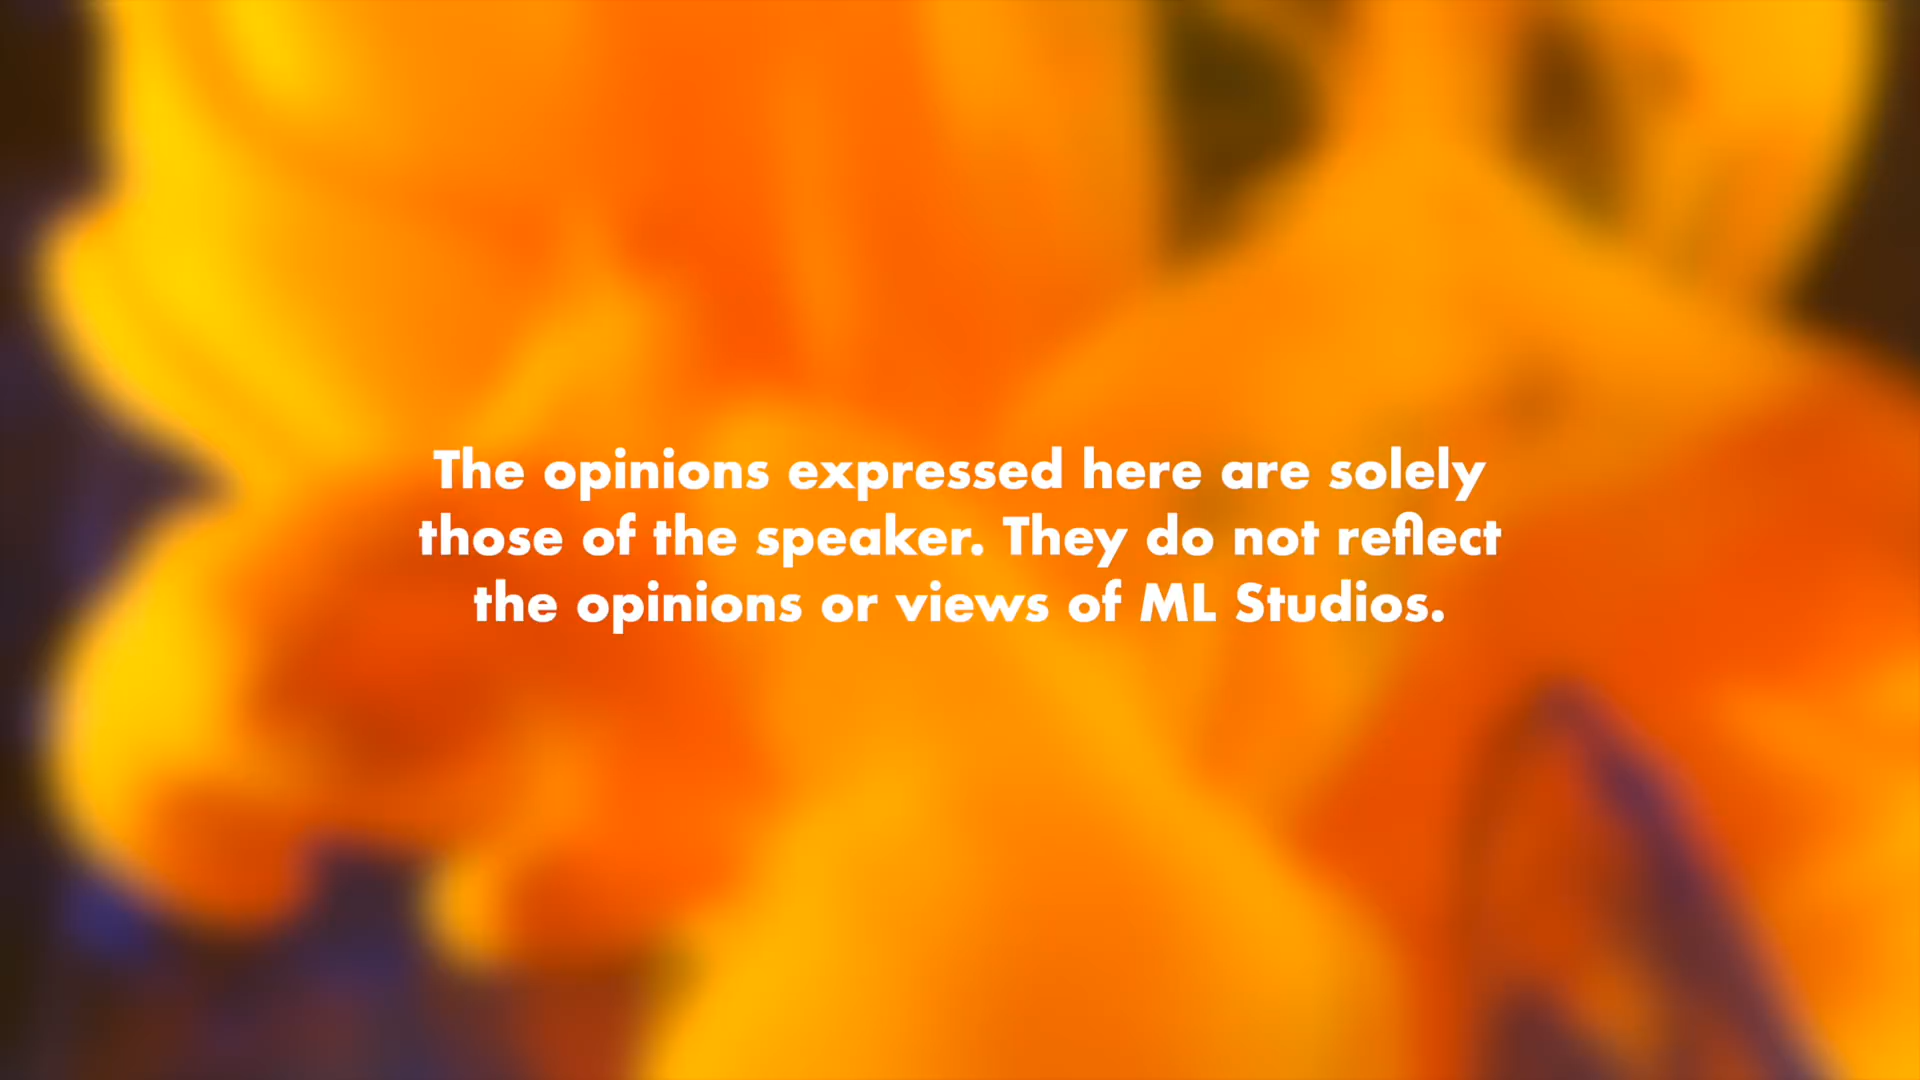 The opinions expressed here are solely
those of the speaker. They do not reflect
the opinions or views of ML Studios.